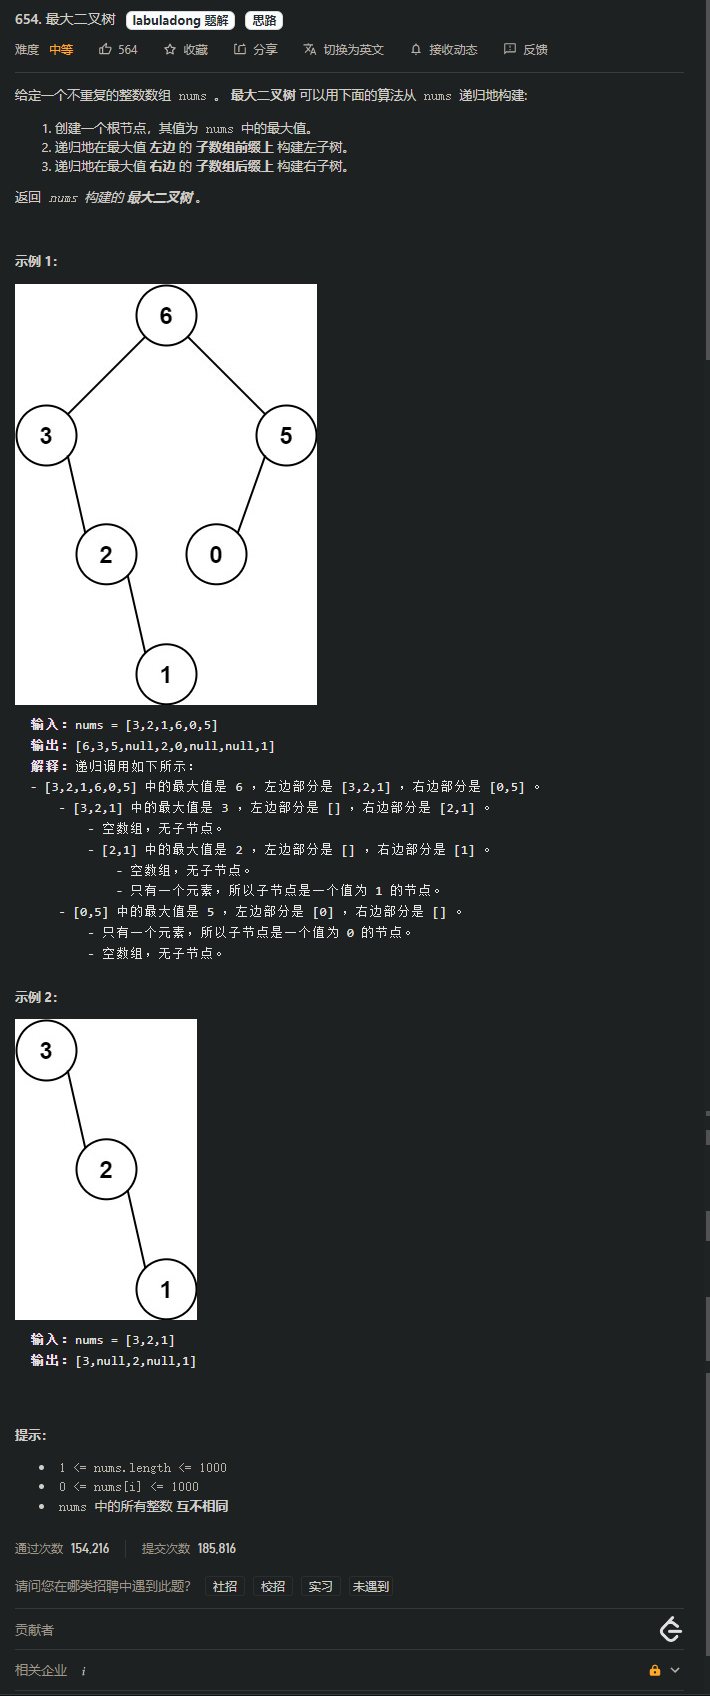 654. 最大二叉树 labuladong 题解 思路
难度 中等 564 收藏 分享 切换为英文 接收动态 反馈
给定一个不重复的整数数组 nums 。 最大二叉树 可以用下面的算法从 nums 递归地构建:
1. 创建一个根节点，其值为 nums 中的最大值。
2. 递归地在最大值 左边 的 子数组前缀上 构建左子树。
3. 递归地在最大值 右边 的 子数组后缀上 构建右子树。
返回 nums 构建的 最大二叉树 。
示例 1：
6
3 5
2 0
1
输入：nums = [3,2,1,6,0,5]
输出：[6,3,5,null,2,0,null,null,1]
解释：递归调用如下所示：
- [3,2,1,6,0,5] 中的最大值是 6 ，左边部分是 [3,2,1] ，右边部分是 [0,5] 。
- [3,2,1] 中的最大值是 3 ，左边部分是 [] ，右边部分是 [2,1] 。
- 空数组，无子节点。
- [2,1] 中的最大值是 2 ，左边部分是 [] ，右边部分是 [1] 。
- 空数组，无子节点。
- 只有一个元素，所以子节点是一个值为 1 的节点。
- [0,5] 中的最大值是 5 ，左边部分是 [0] ，右边部分是 [] 。
- 只有一个元素，所以子节点是一个值为 0 的节点。
- 空数组，无子节点。
示例 2：
3
2
1
输入：nums = [3,2,1]
输出：[3,null,2,null,1]
提示：
• 1 <= nums.length <= 1000
• 0 <= nums[i] <= 1000
• nums 中的所有整数 互不相同
通过次数 154,216 提交次数 185,816
请问您在哪类招聘中遇到此题？ 社招 校招 实习 未遇到
贡献者
相关企业 i